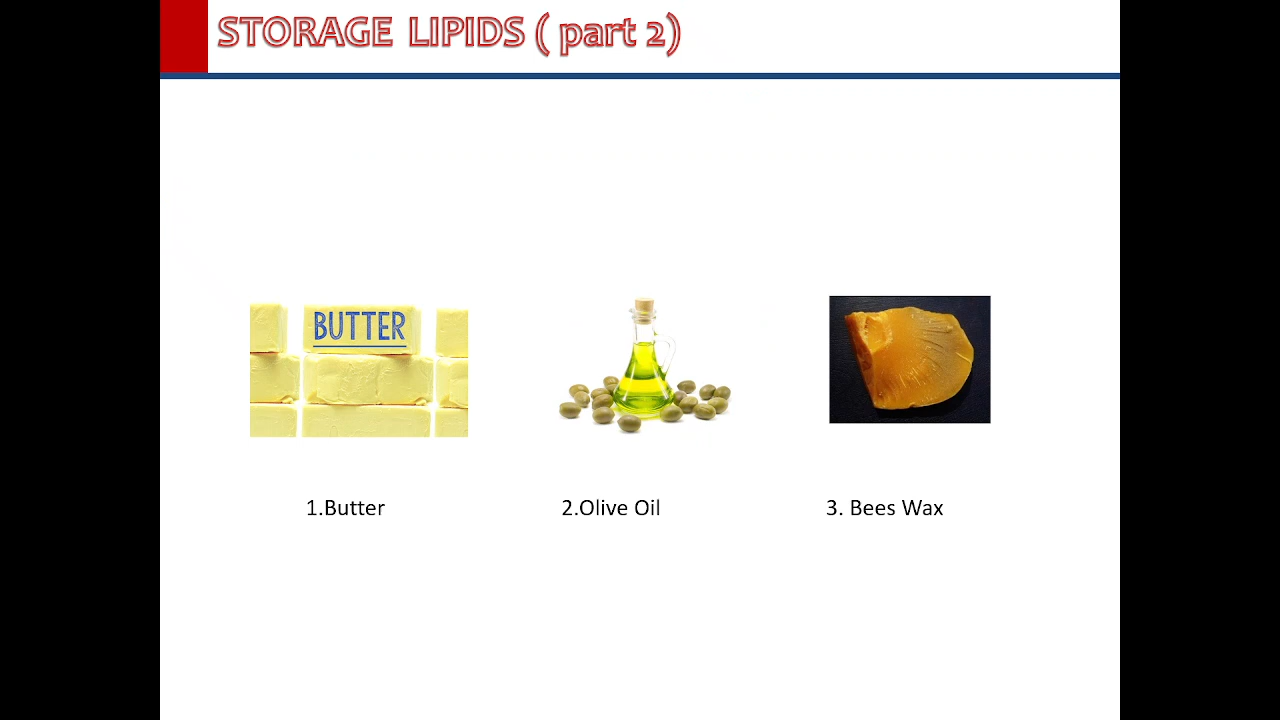 STORAGE LIPIDS ( part 2)
BUTTER
1.Butter
2.Olive Oil
3. Bees Wax